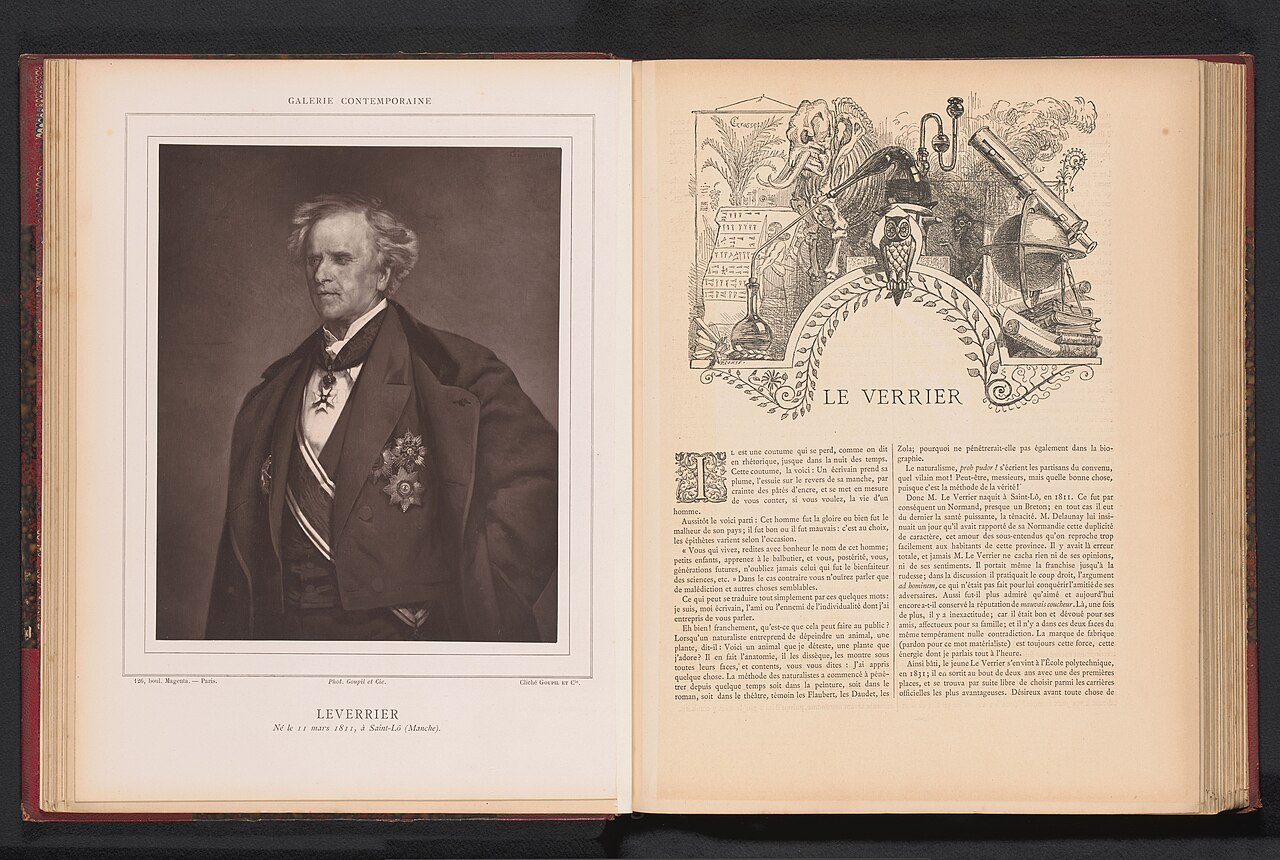 GALERIE CONTEMPORAINE
126, boul. Magenta. — Paris.
Phot. Goupil et Cie.
Cliché GOUPIL ET Cie.
LEVERRIER
Né le 11 mars 1811, à Saint-Lô (Manche).
LE VERRIER
IL est une coutume qui se perd, comme on dit
en rhétorique, jusque dans la nuit des temps.
Cette coutume, la voici : Un écrivain prend sa
plume, l'essuie sur le revers de sa manche, par
crainte des pâtés d'encre, et se met en mesure
de vous conter, si vous voulez, la vie d'un
homme.
Aussitôt le voici parti : Cet homme fut la gloire ou bien fut le
malheur de son pays; il fut bon ou il fut mauvais : c'est au choix,
les épithètes varient selon l'occasion.
« Vous qui vivez, redites avec bonheur le nom de cet homme;
petits enfants, apprenez à le balbutier, et vous, postérité, vous,
générations futures, n'oubliez jamais celui qui fut le bienfaiteur
des sciences, etc. » Dans le cas contraire vous n'oûirez parler que
de malédiction et autres choses semblables.
Ce qui peut se traduire tout simplement par ces quelques mots :
je suis, moi écrivain, l'ami ou l'ennemi de l'individualité dont j'ai
entrepris de vous parler.
Eh bien! franchement, qu'est-ce que cela peut faire au public?
Lorsqu'un naturaliste entreprend de dépeindre un animal, une
plante, dit-il : Voici un animal que je déteste, une plante que
j'adore? Il en fait l'anatomie, il les dissèque, les montre sous
toutes leurs faces, et contents, vous vous dites : J'ai appris
quelque chose. La méthode des naturalistes a commencé à péné-
trer depuis quelque temps soit dans la peinture, soit dans le
roman, soit dans le théâtre, témoin les Flaubert, les Daudet, les
Zola; pourquoi ne pénétrerait-elle pas également dans la bio-
graphie.
Le naturalisme, proh pudor! s'écrient les partisans du convenu,
quel vilain mot! Peut-être, messieurs, mais quelle bonne chose,
puisque c'est la méthode de la vérité!
Donc M. Le Verrier naquit à Saint-Lô, en 1811. Ce fut par
conséquent un Normand, presque un Breton; en tout cas il eut
du dernier la santé puissante, la ténacité. M. Delaunay lui insi-
nuait un jour qu'il avait rapporté de sa Normandie cette duplicité
de caractère, cet amour des sous-entendus qu'on reproche trop
facilement aux habitants de cette province. Il y avait là erreur
totale, et jamais M. Le Verrier ne cacha rien ni de ses opinions,
ni de ses sentiments. Il portait même la franchise jusqu'à la
rudesse; dans la discussion il pratiquait le coup droit, l'argument
ad hominem, ce qui n'était pas fait pour lui conquérir l'amitié de ses
adversaires. Aussi fut-il plus admiré qu'aimé et aujourd'hui
encore a-t-il conservé la réputation de mauvais coucheur. Là, une fois
de plus, il y a inexactitude; car il était bon et dévoué pour ses
amis, affectueux pour sa famille; et il n'y a dans ces deux faces du
même tempérament nulle contradiction. La marque de fabrique
(pardon pour ce mot matérialiste) est toujours cette force, cette
énergie dont je parlais tout à l'heure.
Ainsi bâti, le jeune Le Verrier s'en vint à l'École polytechnique,
en 1831; il en sortit au bout de deux ans avec une des premières
places, et se trouva par suite libre de choisir parmi les carrières
officielles les plus avantageuses. Désireux avant toute chose de